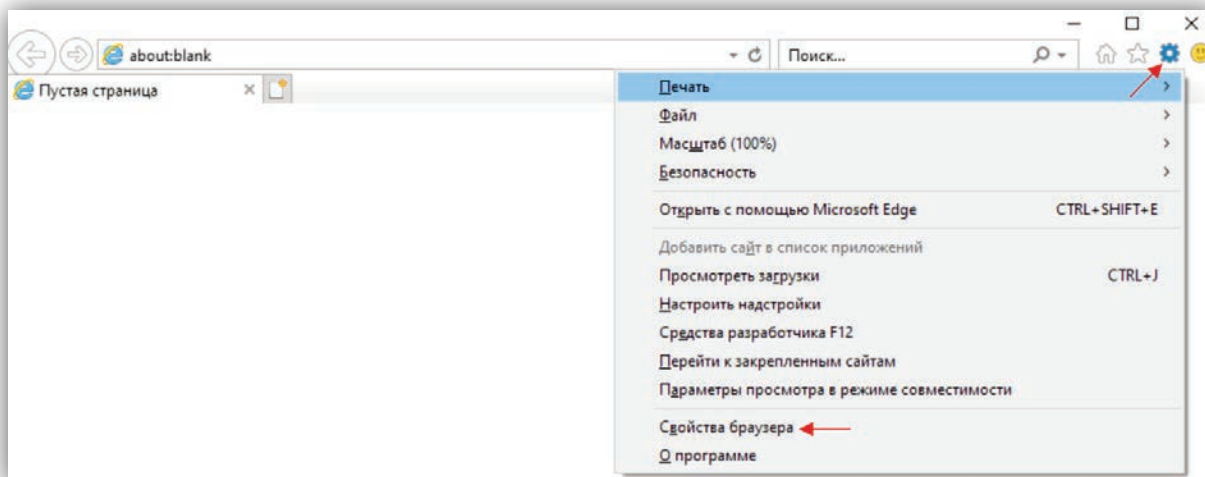 about:blank
Поиск...
Пустая страница
Печать
Файл
Масштаб (100%)
Безопасность
Открыть с помощью Microsoft Edge CTRL+SHIFT+E
Добавить сайт в список приложений
Просмотреть загрузки CTRL+J
Настроить надстройки
Средства разработчика F12
Перейти к закрепленным сайтам
Параметры просмотра в режиме совместимости
Свойства браузера
О программе